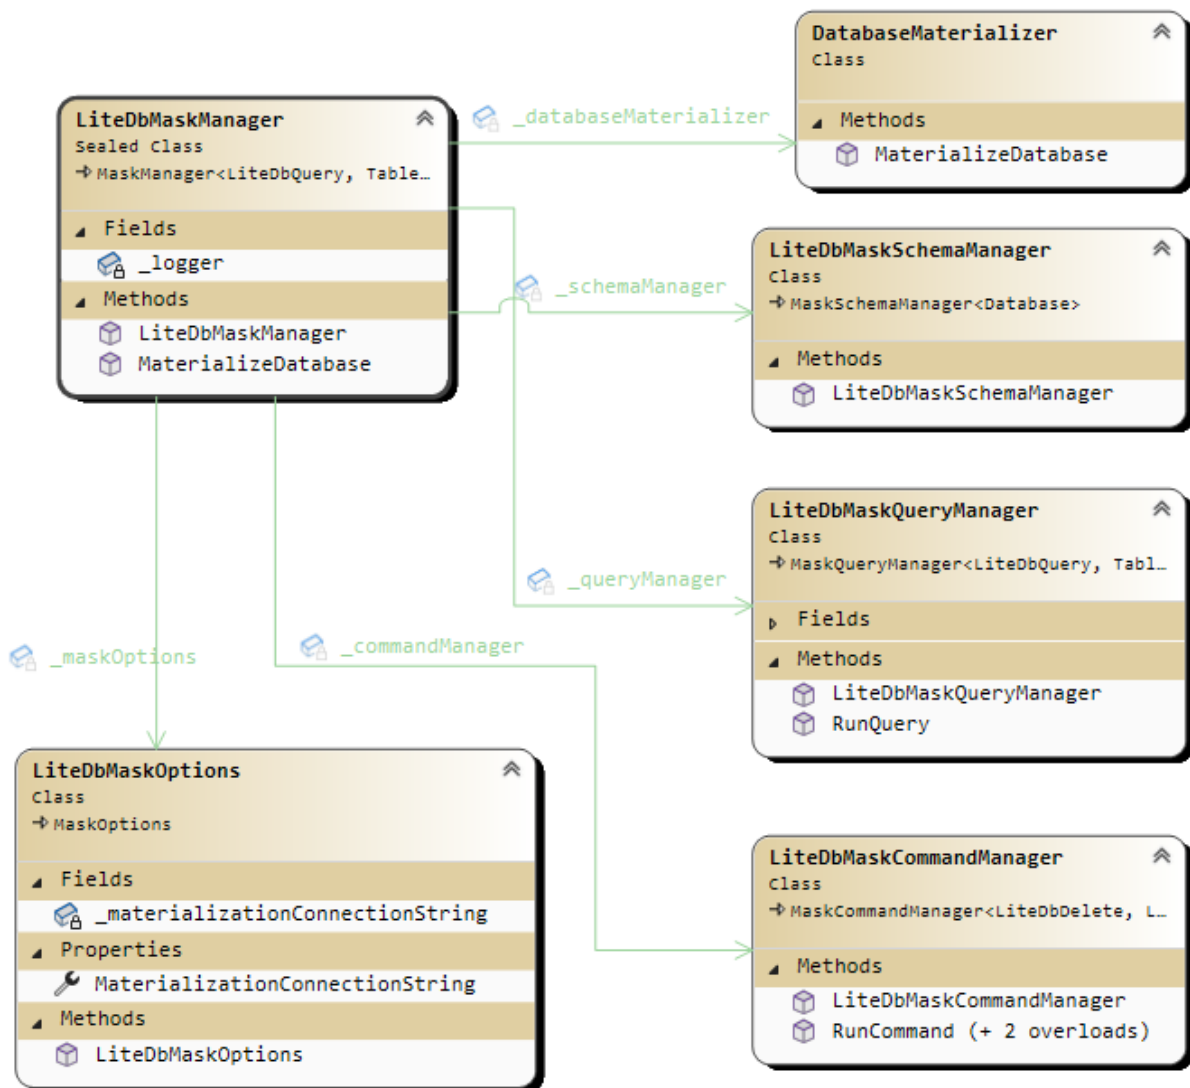 LiteDbMaskManager
Sealed Class
MaskManager<LiteDbQuery, Table…
Fields
_logger
Methods
LiteDbMaskManager
MaterializeDatabase
_databaseMaterializer
DatabaseMaterializer
Class
Methods
MaterializeDatabase
_schemaManager
LiteDbMaskSchemaManager
Class
MaskSchemaManager<Database>
Methods
LiteDbMaskSchemaManager
_queryManager
LiteDbMaskQueryManager
Class
MaskQueryManager<LiteDbQuery, Tabl…
Fields
Methods
LiteDbMaskQueryManager
RunQuery
_maskOptions
_commandManager
LiteDbMaskOptions
Class
MaskOptions
Fields
_materializationConnectionString
Properties
MaterializationConnectionString
Methods
LiteDbMaskOptions
LiteDbMaskCommandManager
Class
MaskCommandManager<LiteDbDelete, L…
Methods
LiteDbMaskCommandManager
RunCommand (+ 2 overloads)